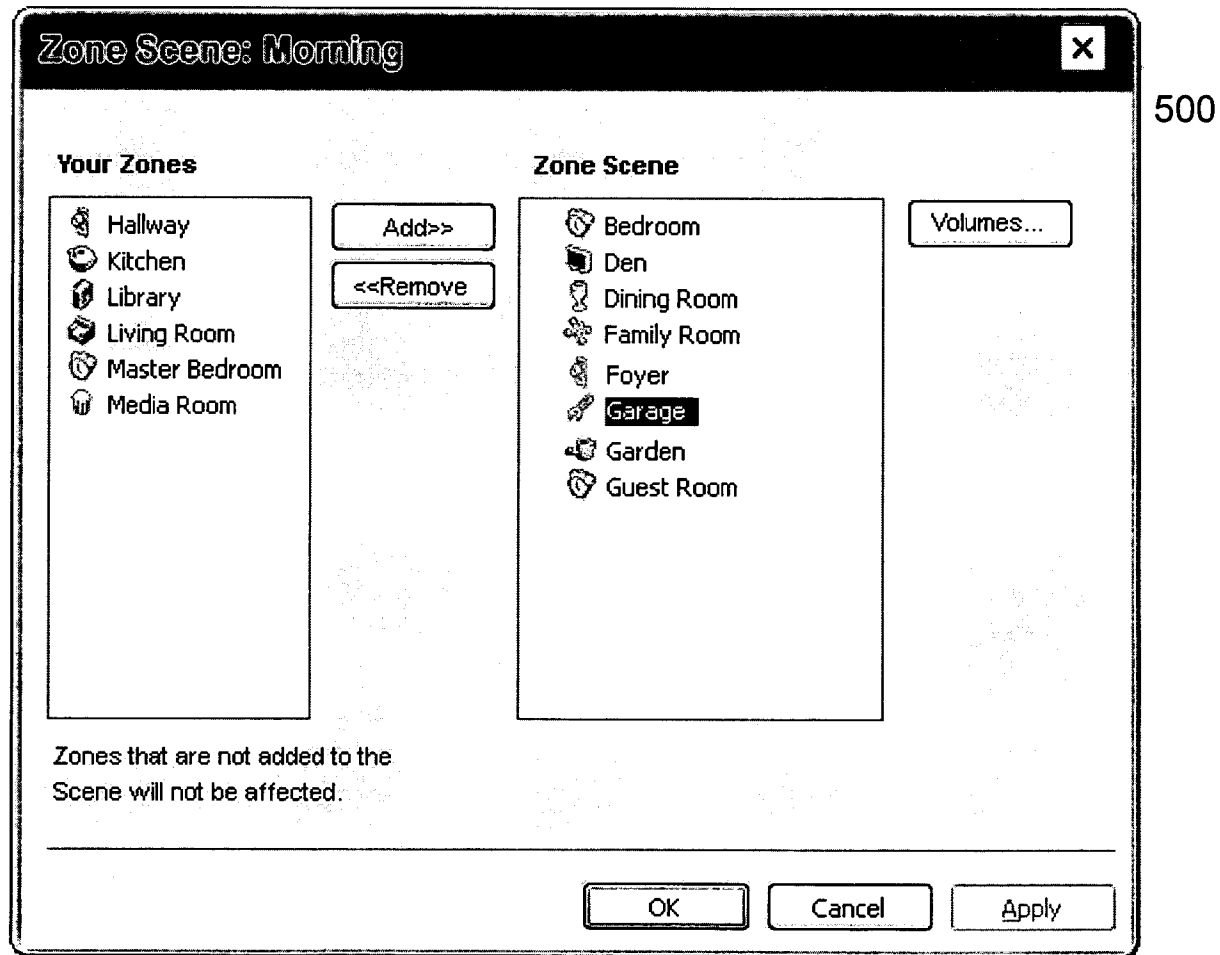 Zone Scene: Morning
500
Your Zones
Hallway
Kitchen
Library
Living Room
Master Bedroom
Media Room
Add>>
<<Remove
Zone Scene
Bedroom
Den
Dining Room
Family Room
Foyer
Garage
Garden
Guest Room
Volumes...
Zones that are not added to the
Scene will not be affected.
OK
Cancel
Apply